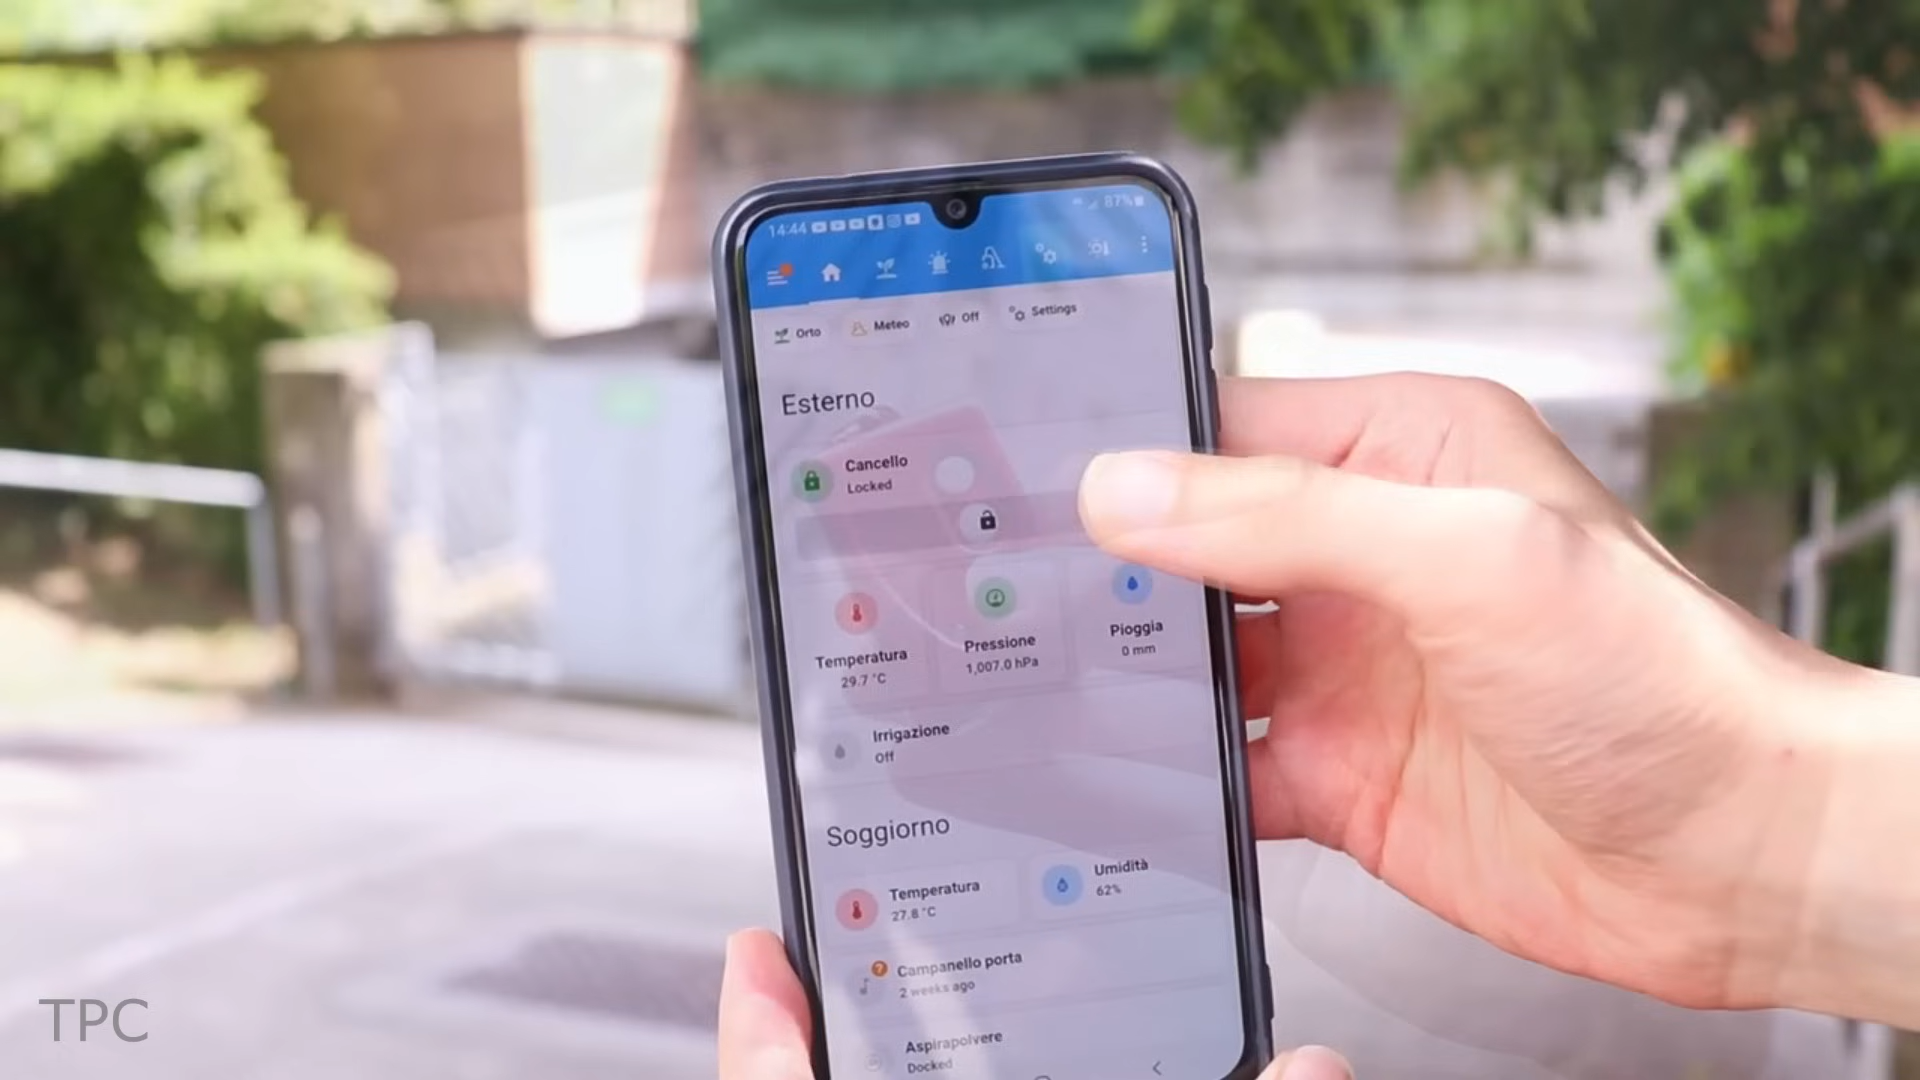 14:44
87%
Orto
Meteo
Off
Settings
Esterno
Cancello
Locked
Temperatura
29.7 °C
Pressione
1,007.0 hPa
Pioggia
0 mm
Irrigazione
Off
Soggiorno
Temperatura
27.8 °C
Umidità
62%
?
Campanello porta
2 weeks ago
Aspirapolvere
Docked
TPC